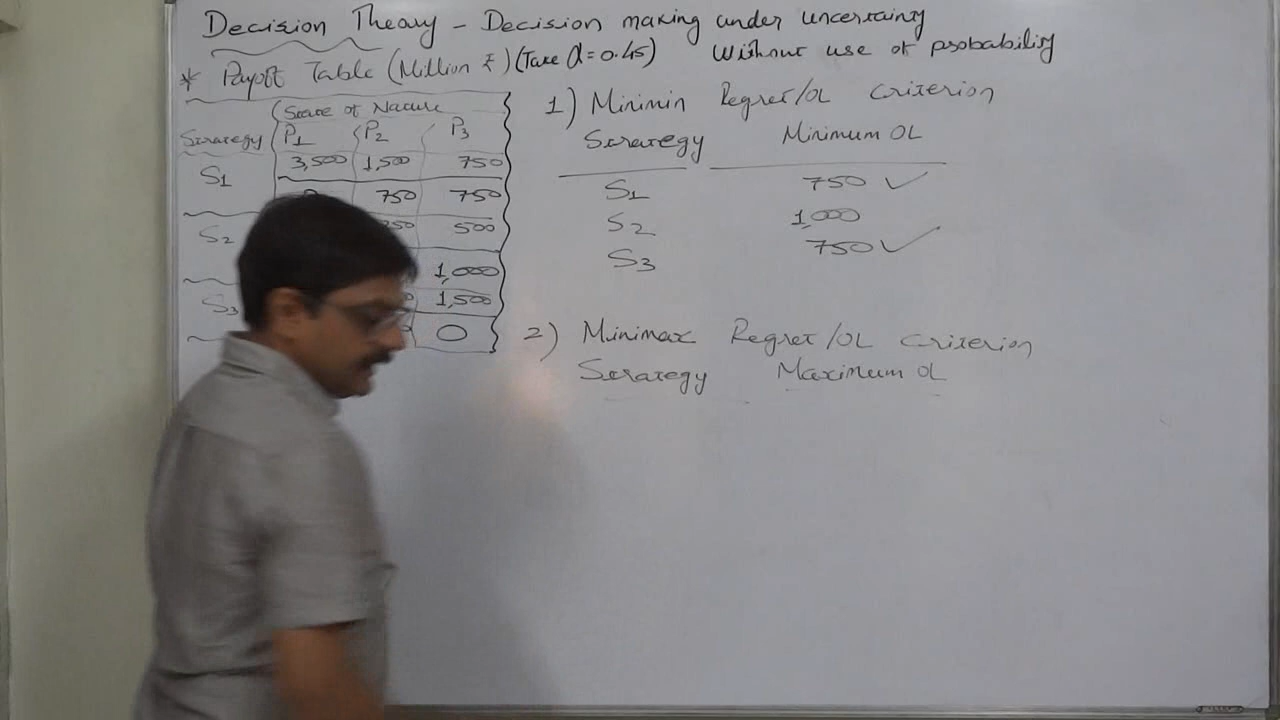 Decision Theory - Decision making under uncertainty
* Payoff Table (Million ₹) (Take α = 0.45) Without use of probability
State of Nature
Strategy P1 P2 P3
S1 3,500 1,500 750
750 750
S2 500
1,000
S3 1,500
0
1) Minimin Regret/OL Criterion
Strategy Minimum OL
S1 750 ✓
S2 1,000
S3 750 ✓
2) Minimax Regret/OL Criterion
Strategy Maximum OL